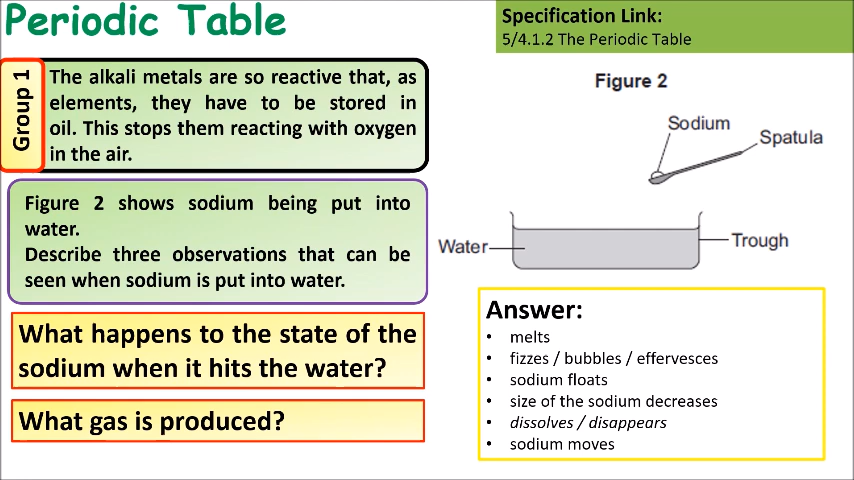 Periodic Table
Specification Link:
5/4.1.2 The Periodic Table
Group 1
The alkali metals are so reactive that, as
elements, they have to be stored in
oil. This stops them reacting with oxygen
in the air.
Figure 2 shows sodium being put into
water.
Describe three observations that can be
seen when sodium is put into water.
What happens to the state of the
sodium when it hits the water?
What gas is produced?
Figure 2
Sodium
Spatula
Water
Trough
Answer:
• melts
• fizzes / bubbles / effervesces
• sodium floats
• size of the sodium decreases
• dissolves / disappears
• sodium moves